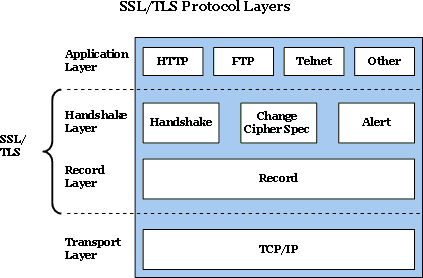 SSL/TLS Protocol Layers
Application
Layer
HTTP
FTP
Telnet
Other
SSL/
TLS
Handshake
Layer
Handshake
Change
Cipher Spec
Alert
Record
Layer
Record
Transport
Layer
TCP/IP